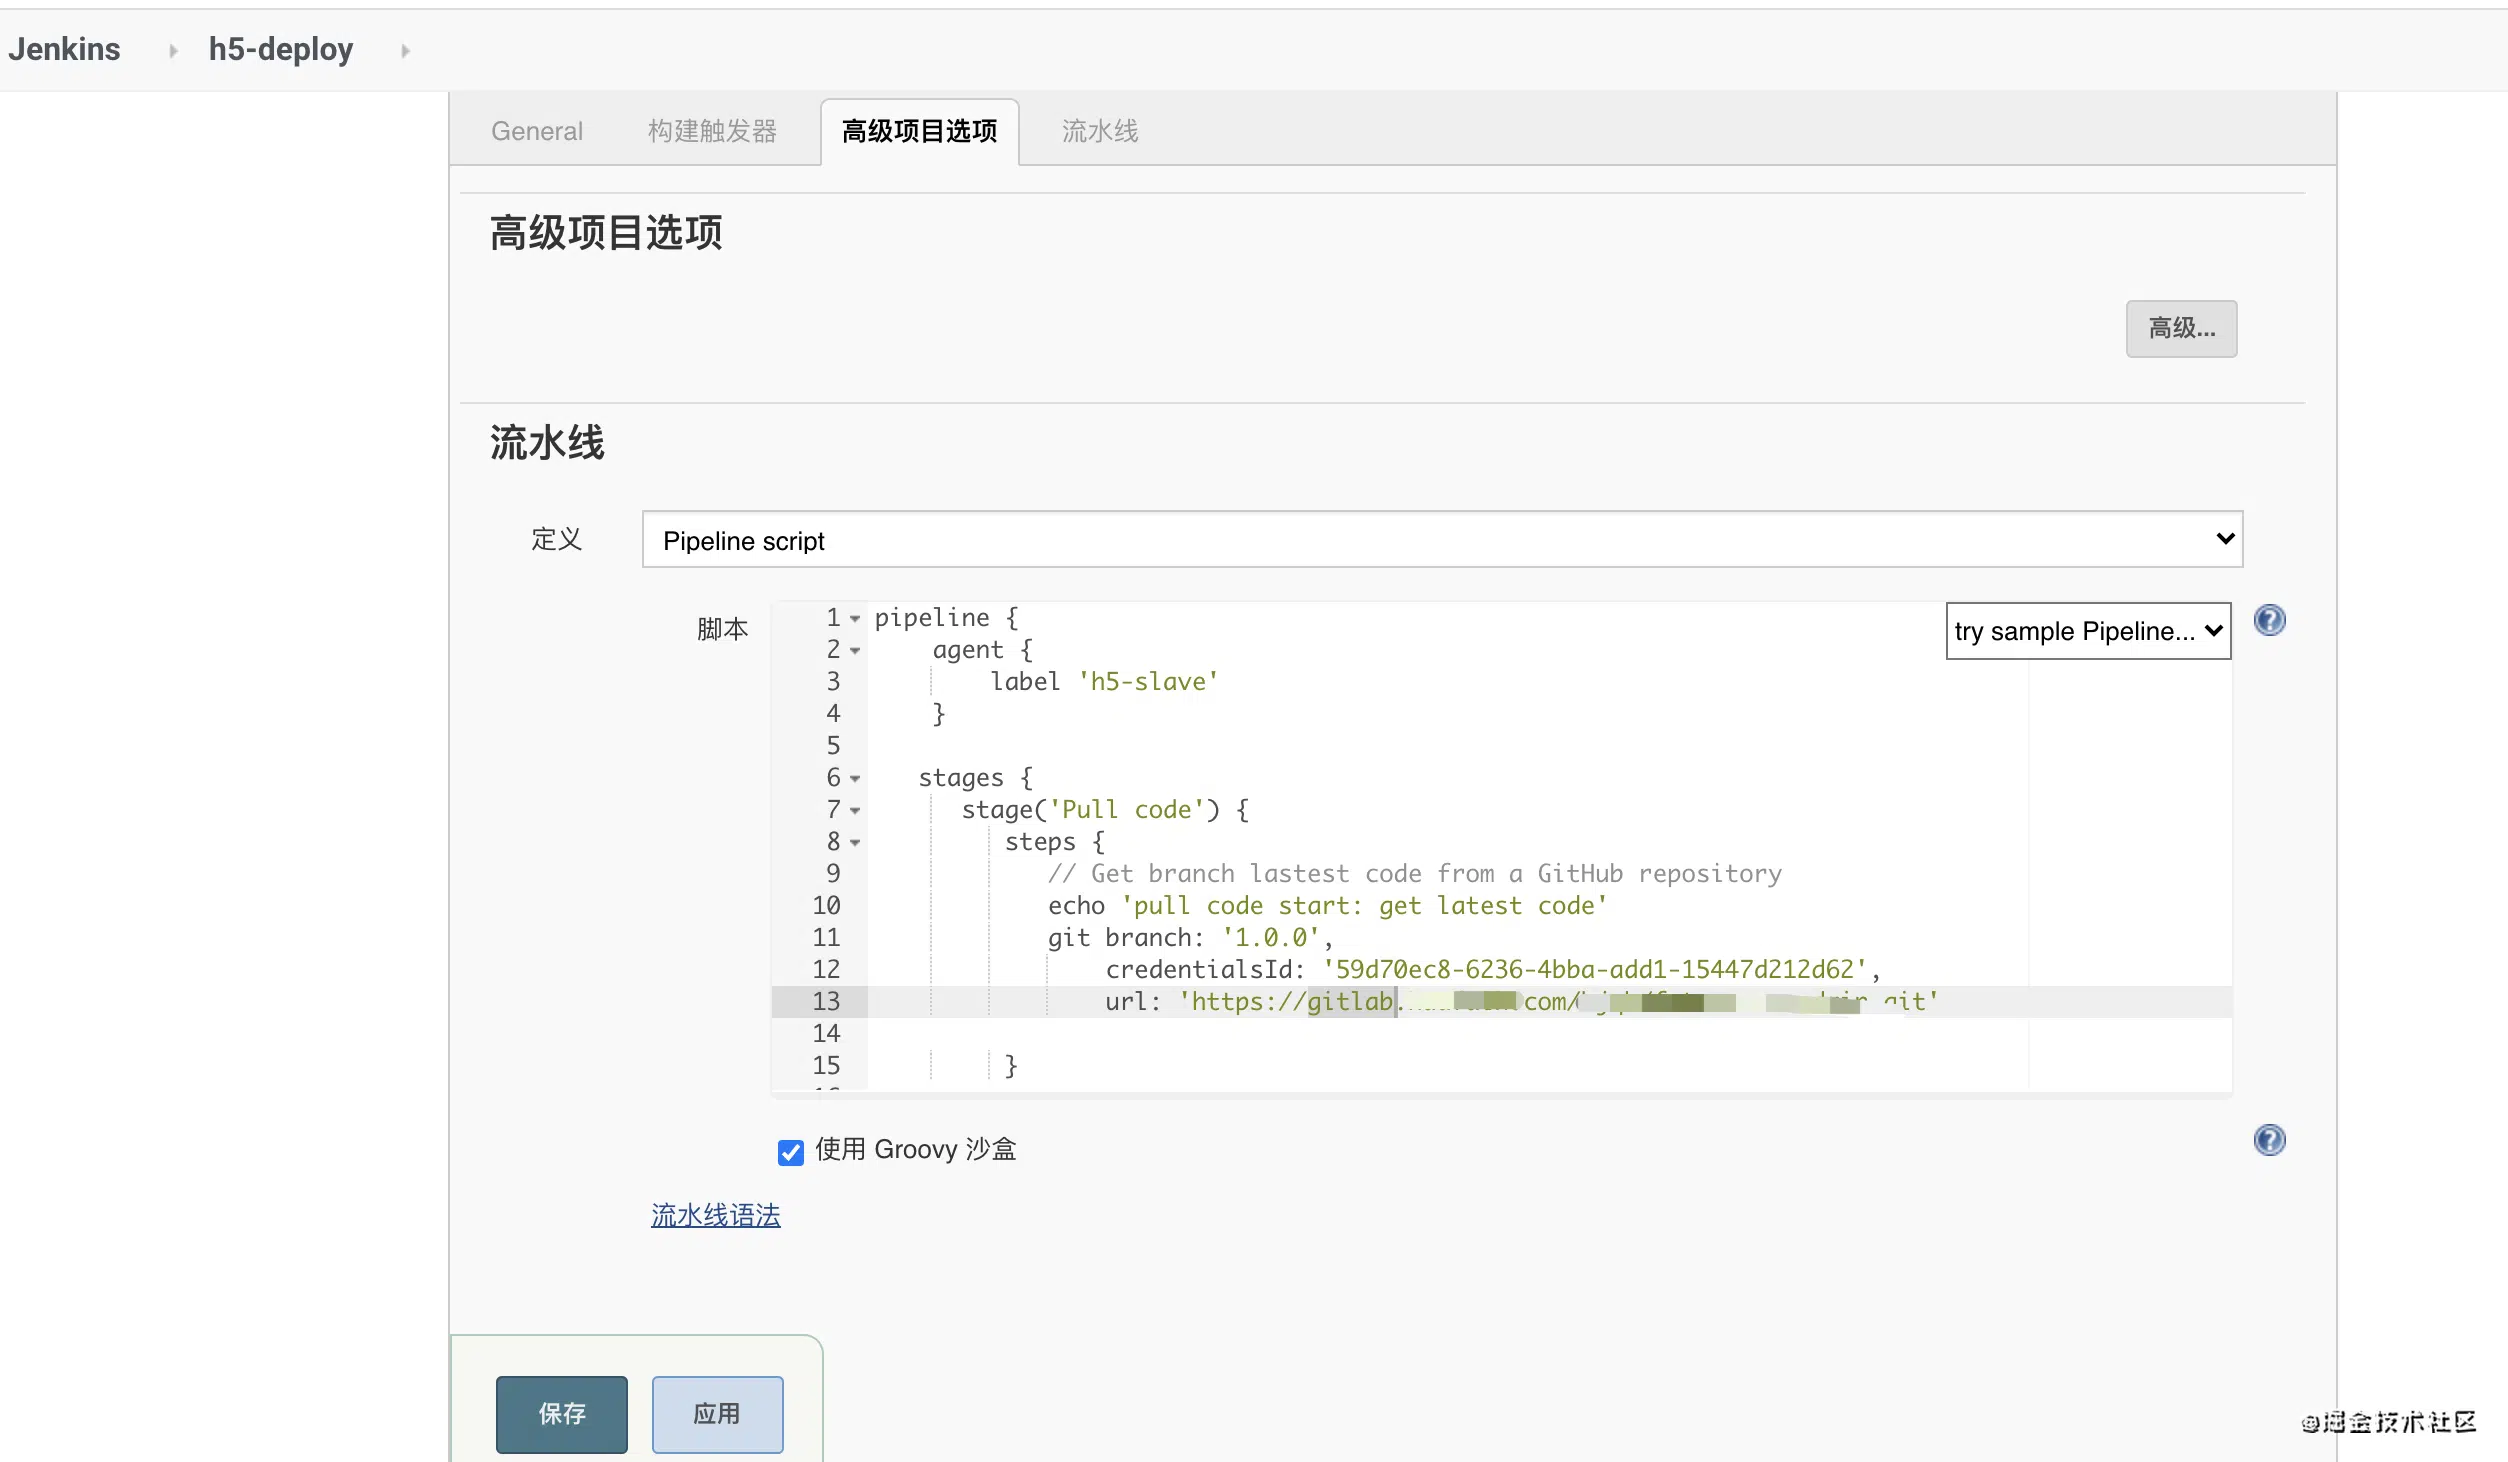 Jenkins h5-deploy
General 构建触发器 高级项目选项 流水线
高级项目选项
高级...
流水线
定义 Pipeline script
脚本
try sample Pipeline...
1 pipeline {
2 agent {
3 label 'h5-slave'
4 }
5
6 stages {
7 stage('Pull code') {
8 steps {
9 // Get branch lastest code from a GitHub repository
10 echo 'pull code start: get latest code'
11 git branch: '1.0.0',
12 credentialsId: '59d70ec8-6236-4bba-add1-15447d212d62',
13 url: 'https://gitlab. com/ git'
14
15 }
使用 Groovy 沙盒
流水线语法
保存 应用
@掘金技术社区